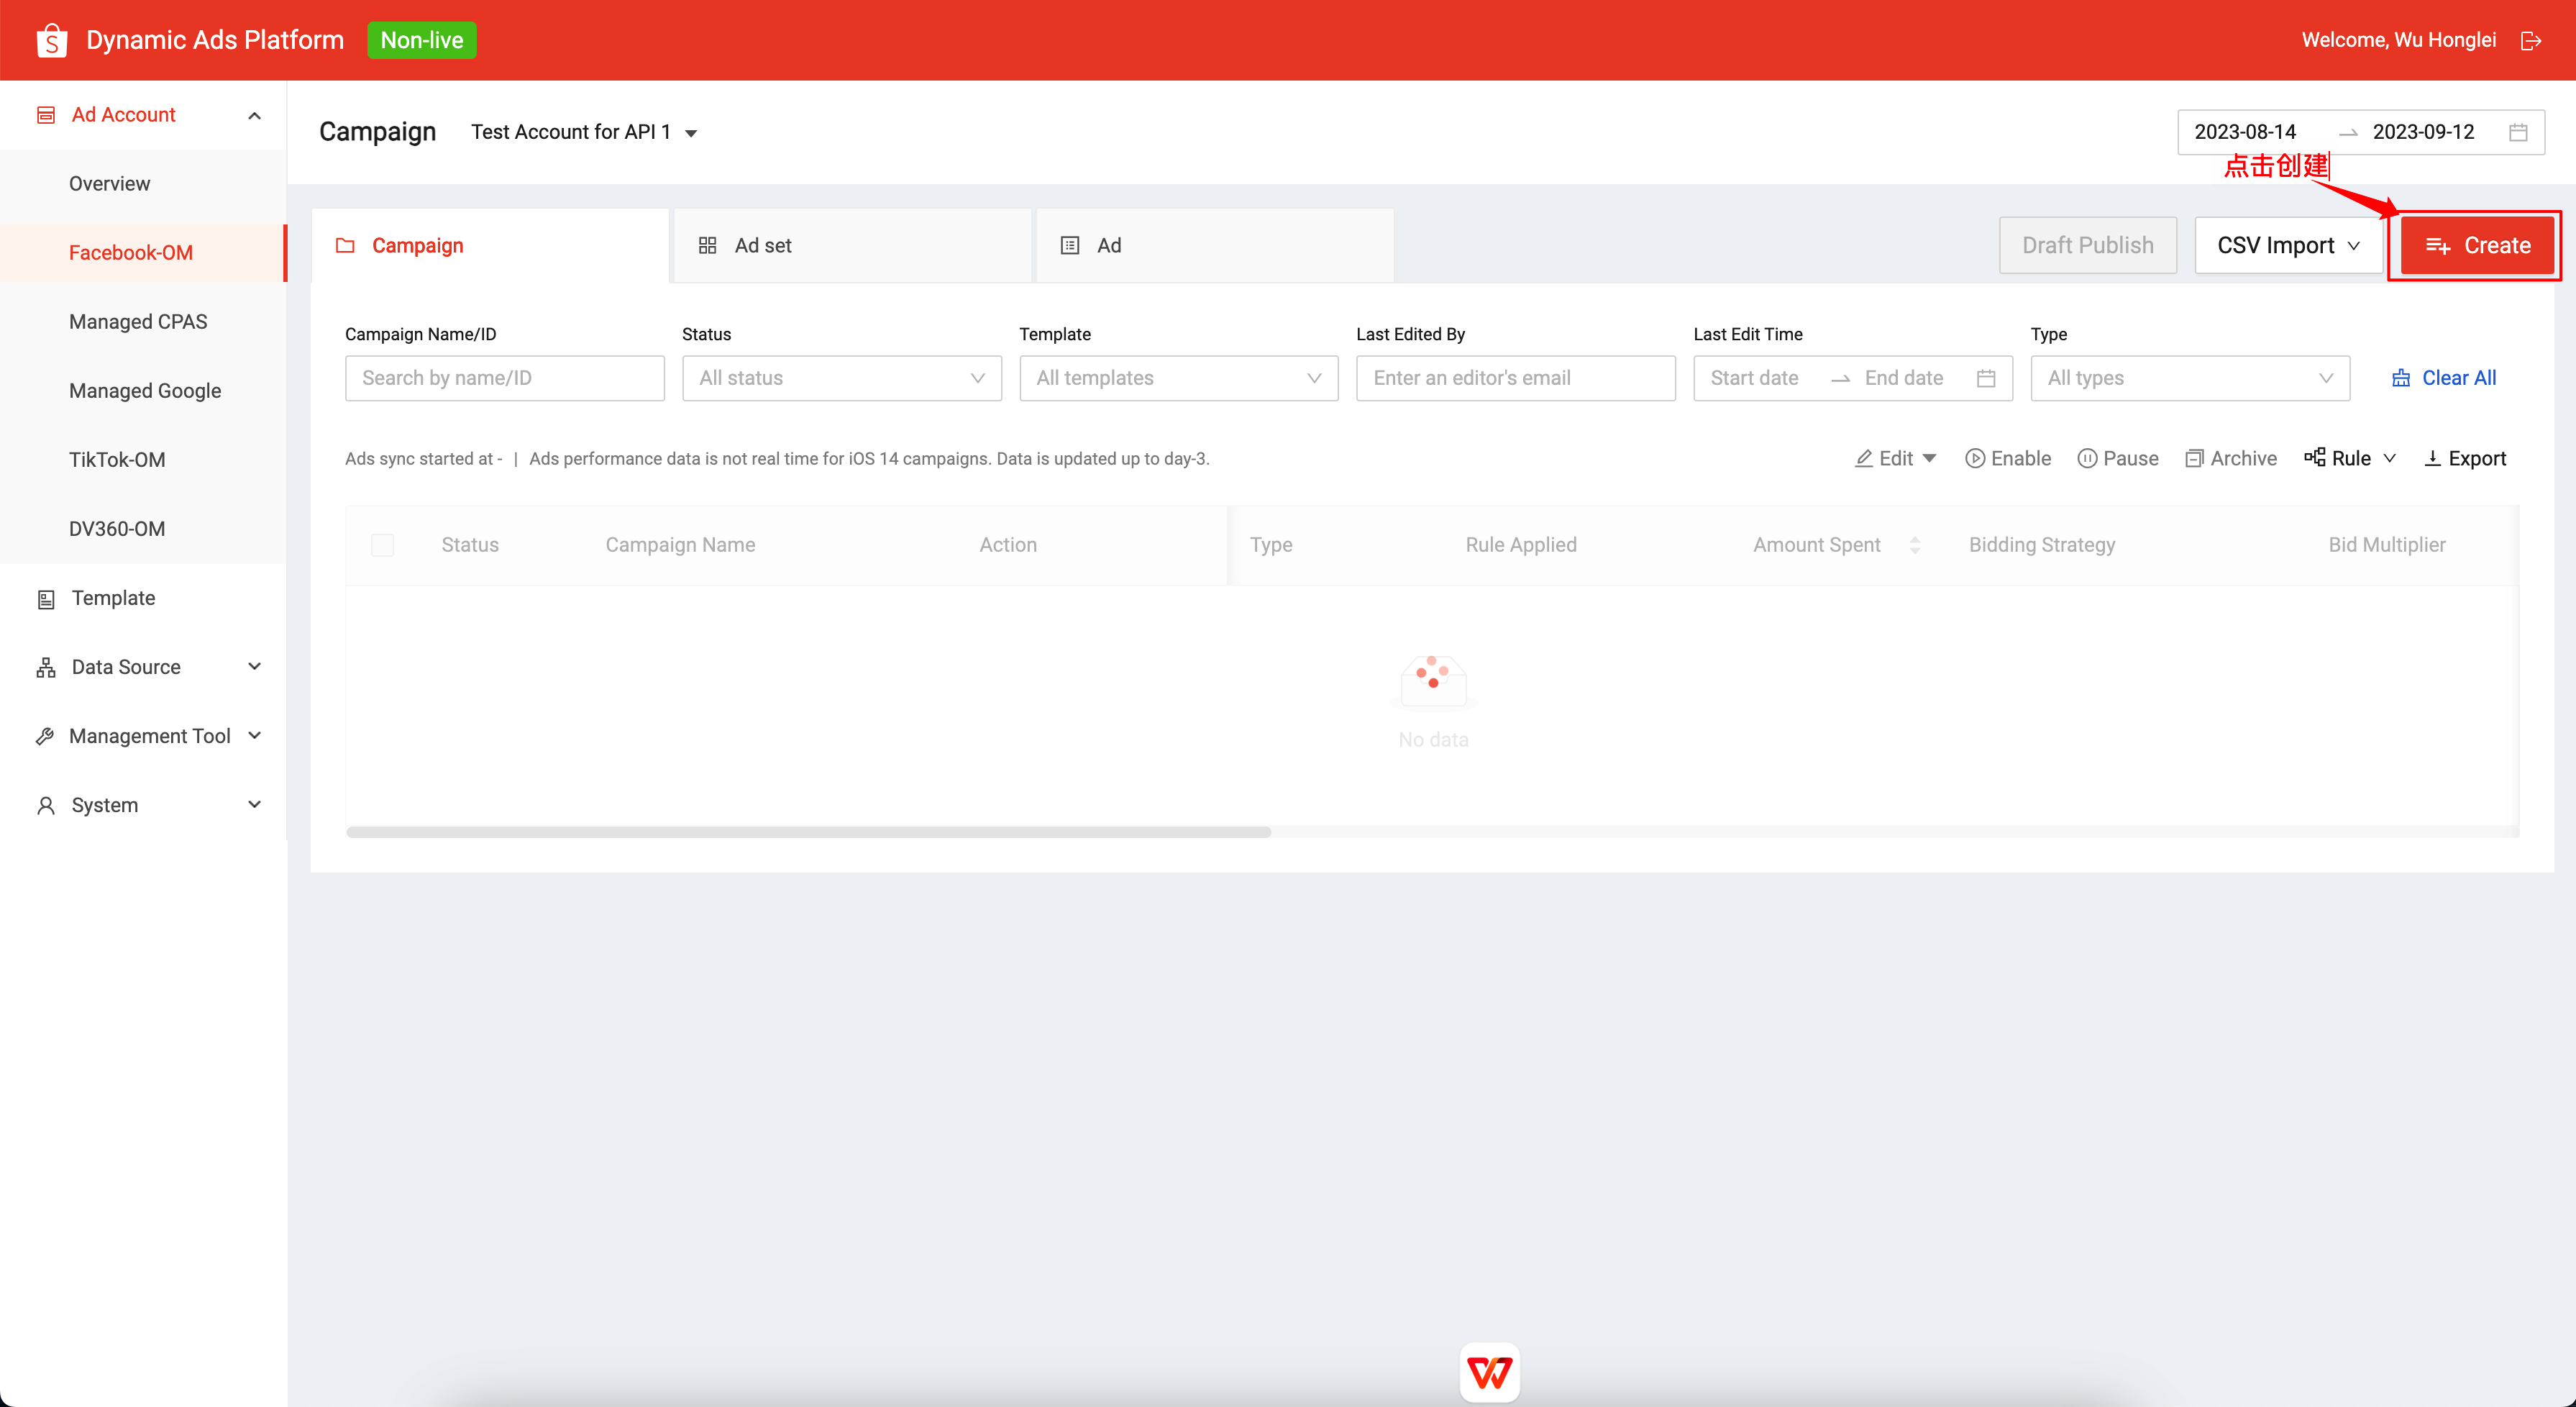 Dynamic Ads Platform Non-live Welcome, Wu Honglei
Ad Account
Overview
Facebook-OM
Managed CPAS
Managed Google
TikTok-OM
DV360-OM
Template
Data Source
Management Tool
System
Campaign Test Account for API 1 2023-08-14 2023-09-12
点击创建
Campaign Ad set Ad Draft Publish CSV Import Create
Campaign Name/ID Status Template Last Edited By Last Edit Time Type
Search by name/ID All status All templates Enter an editor's email Start date End date All types Clear All
Ads sync started at - | Ads performance data is not real time for iOS 14 campaigns. Data is updated up to day-3. Edit Enable Pause Archive Rule Export
Status Campaign Name Action Type Rule Applied Amount Spent Bidding Strategy Bid Multiplier
No data